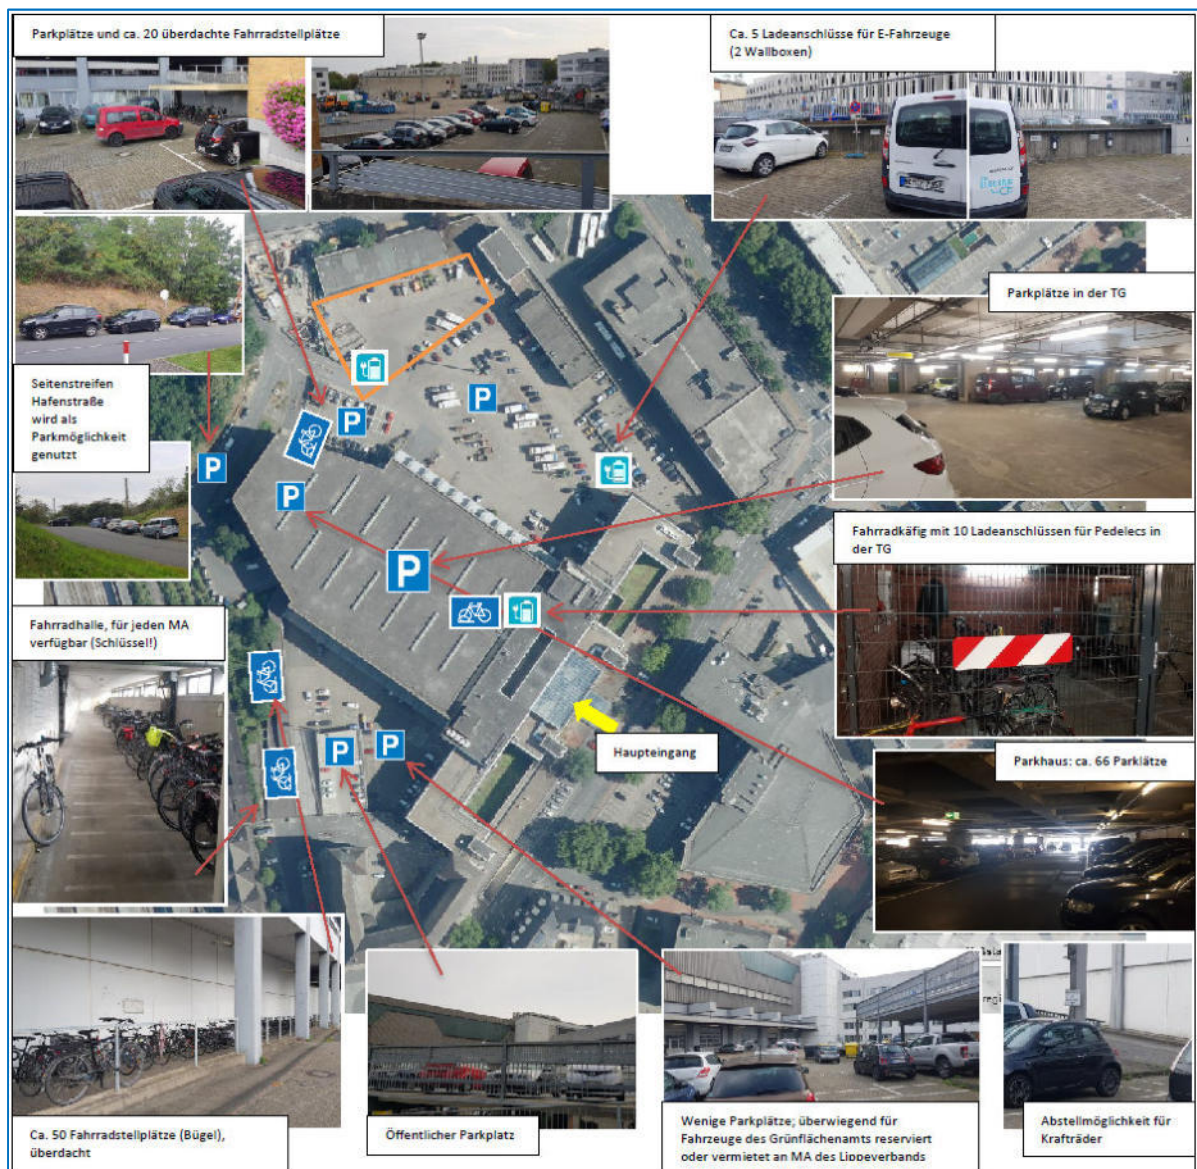 Parkplätze und ca. 20 überdachte Fahrradstellplätze
Ca. 5 Ladeanschlüsse für E-Fahrzeuge
(2 Wallboxen)
Parkplätze in der TG
Seitenstreifen
Hafenstraße
wird als
Parkmöglichkeit
genutzt
P
P
P
P
P
Fahrradkäfig mit 10 Ladeanschlüssen für Pedelecs in
der TG
Fahrradhalle, für jeden MA
verfügbar (Schlüssel!)
P
P
Haupteingang
Parkhaus: ca. 66 Parklätze
Ca. 50 Fahrradstellplätze (Bügel),
überdacht
Öffentlicher Parkplatz
Wenige Parkplätze; überwiegend für
Fahrzeuge des Grünflächenamts reserviert
oder vermietet an MA des Lippeverbands
Abstellmöglichkeit für
Krafträder